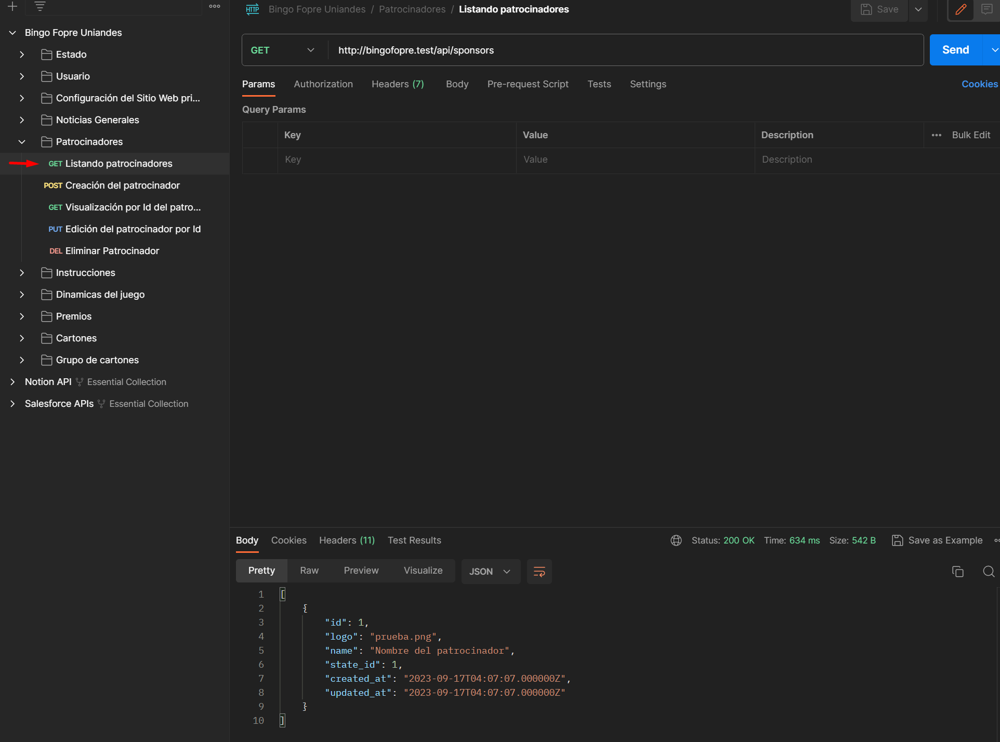 HTTP Bingo Fopre Uniandes / Patrocinadores / Listando patrocinadores
Save
Bingo Fopre Uniandes
Estado
Usuario
Configuración del Sitio Web pri...
Noticias Generales
Patrocinadores
GET Listando patrocinadores
POST Creación del patrocinador
GET Visualización por Id del patro...
PUT Edición del patrocinador por Id
DEL Eliminar Patrocinador
Instrucciones
Dinamicas del juego
Premios
Cartones
Grupo de cartones
Notion API Essential Collection
Salesforce APIs Essential Collection
GET http://bingofopre.test/api/sponsors
Send
Params Authorization Headers (7) Body Pre-request Script Tests Settings Cookies
Query Params
Key Value Description Bulk Edit
Key Value Description
Body Cookies Headers (11) Test Results Status: 200 OK Time: 634 ms Size: 542 B Save as Example
Pretty Raw Preview Visualize JSON
1 [
2 {
3 "id": 1,
4 "logo": "prueba.png",
5 "name": "Nombre del patrocinador",
6 "state_id": 1,
7 "created_at": "2023-09-17T04:07:07.000000Z",
8 "updated_at": "2023-09-17T04:07:07.000000Z"
9 }
10 ]